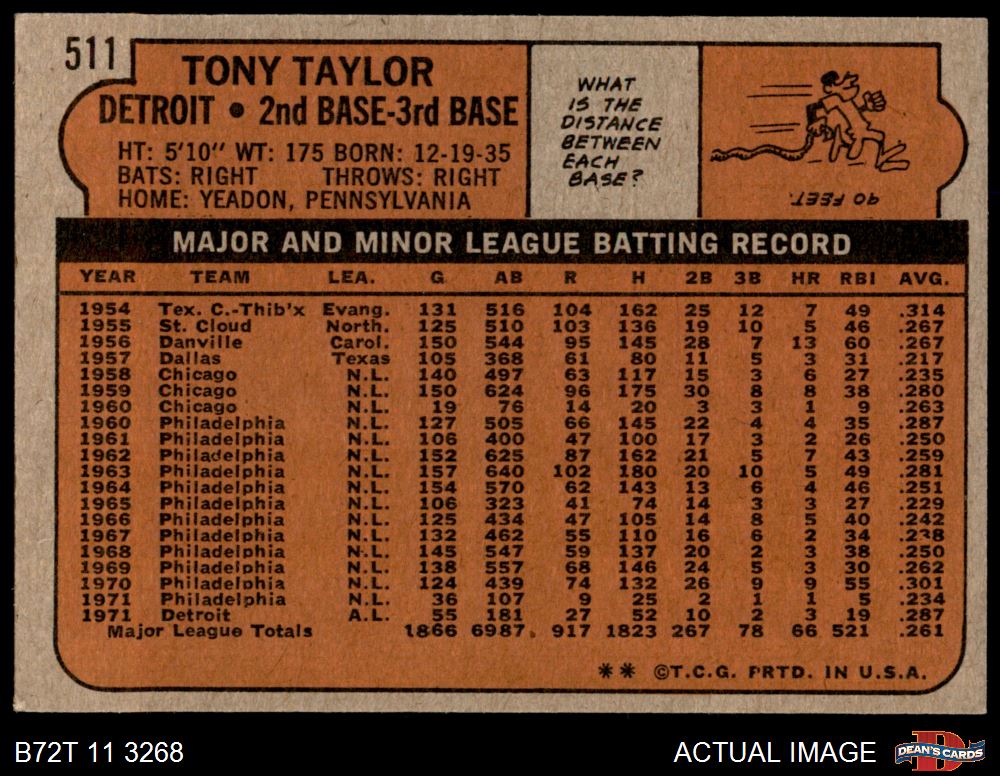 511
TONY TAYLOR
DETROIT • 2nd BASE-3rd BASE
HT: 5'10" WT: 175 BORN: 12-19-35
BATS: RIGHT THROWS: RIGHT
HOME: YEADON, PENNSYLVANIA
WHAT
IS THE
DISTANCE
BETWEEN
EACH
BASE?
90 FEET.
MAJOR AND MINOR LEAGUE BATTING RECORD
YEAR TEAM LEA. G AB R H 2B 3B HR RBI AVG.
1954 Tex. C.-Thib'x Evang. 131 516 104 162 25 12 7 49 .314
1955 St. Cloud North. 125 510 103 136 19 10 5 46 .267
1956 Danville Carol. 150 544 95 145 28 7 13 60 .267
1957 Dallas Texas 105 368 61 80 11 5 3 31 .217
1958 Chicago N.L. 140 497 63 117 15 3 6 27 .235
1959 Chicago N.L. 150 624 96 175 30 8 8 38 .280
1960 Chicago N.L. 19 76 14 20 3 3 1 9 .263
1960 Philadelphia N.L. 127 505 66 145 22 4 4 35 .287
1961 Philadelphia N.L. 106 400 47 100 17 3 2 26 .250
1962 Philadelphia N.L. 152 625 87 162 21 5 7 43 .259
1963 Philadelphia N.L. 157 640 102 180 20 10 5 49 .281
1964 Philadelphia N.L. 154 570 62 143 13 6 4 46 .251
1965 Philadelphia N.L. 106 323 41 74 14 3 3 27 .229
1966 Philadelphia N.L. 125 434 47 105 14 8 5 40 .242
1967 Philadelphia N.L. 132 462 55 110 16 6 2 34 .238
1968 Philadelphia N.L. 145 547 59 137 20 2 3 38 .250
1969 Philadelphia N.L. 138 557 68 146 24 5 3 30 .262
1970 Philadelphia N.L. 124 439 74 132 26 9 9 55 .301
1971 Philadelphia N.L. 36 107 9 25 2 1 1 5 .234
1971 Detroit A.L. 55 181 27 52 10 2 3 19 .287
Major League Totals 1866 6987 917 1823 267 78 66 521 .261
** ©T.C.G. PRTD. IN U.S.A.
B72T 11 3268
ACTUAL IMAGE
D
DEAN'S CARDS